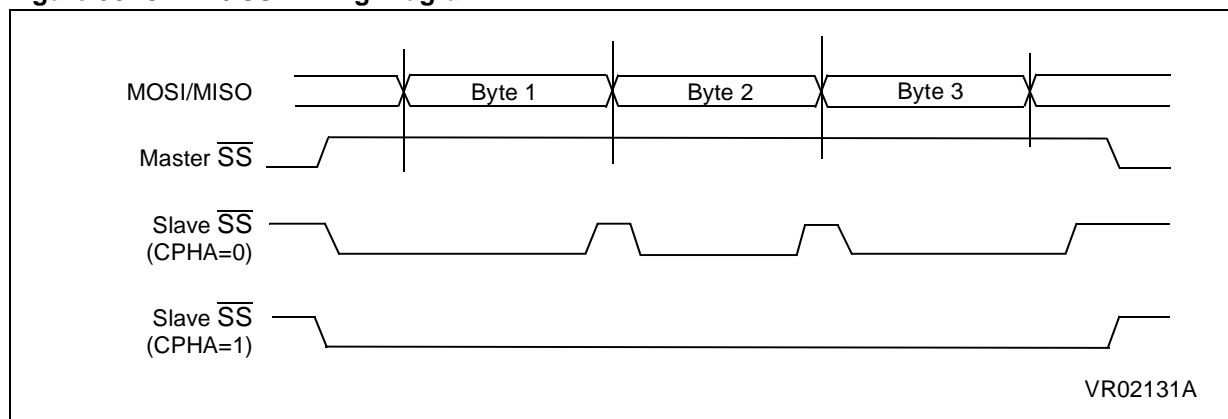 MOSI/MISO
Byte 1
Byte 2
Byte 3
Master SS
Slave SS
(CPHA=0)
Slave SS
(CPHA=1)
VR02131A